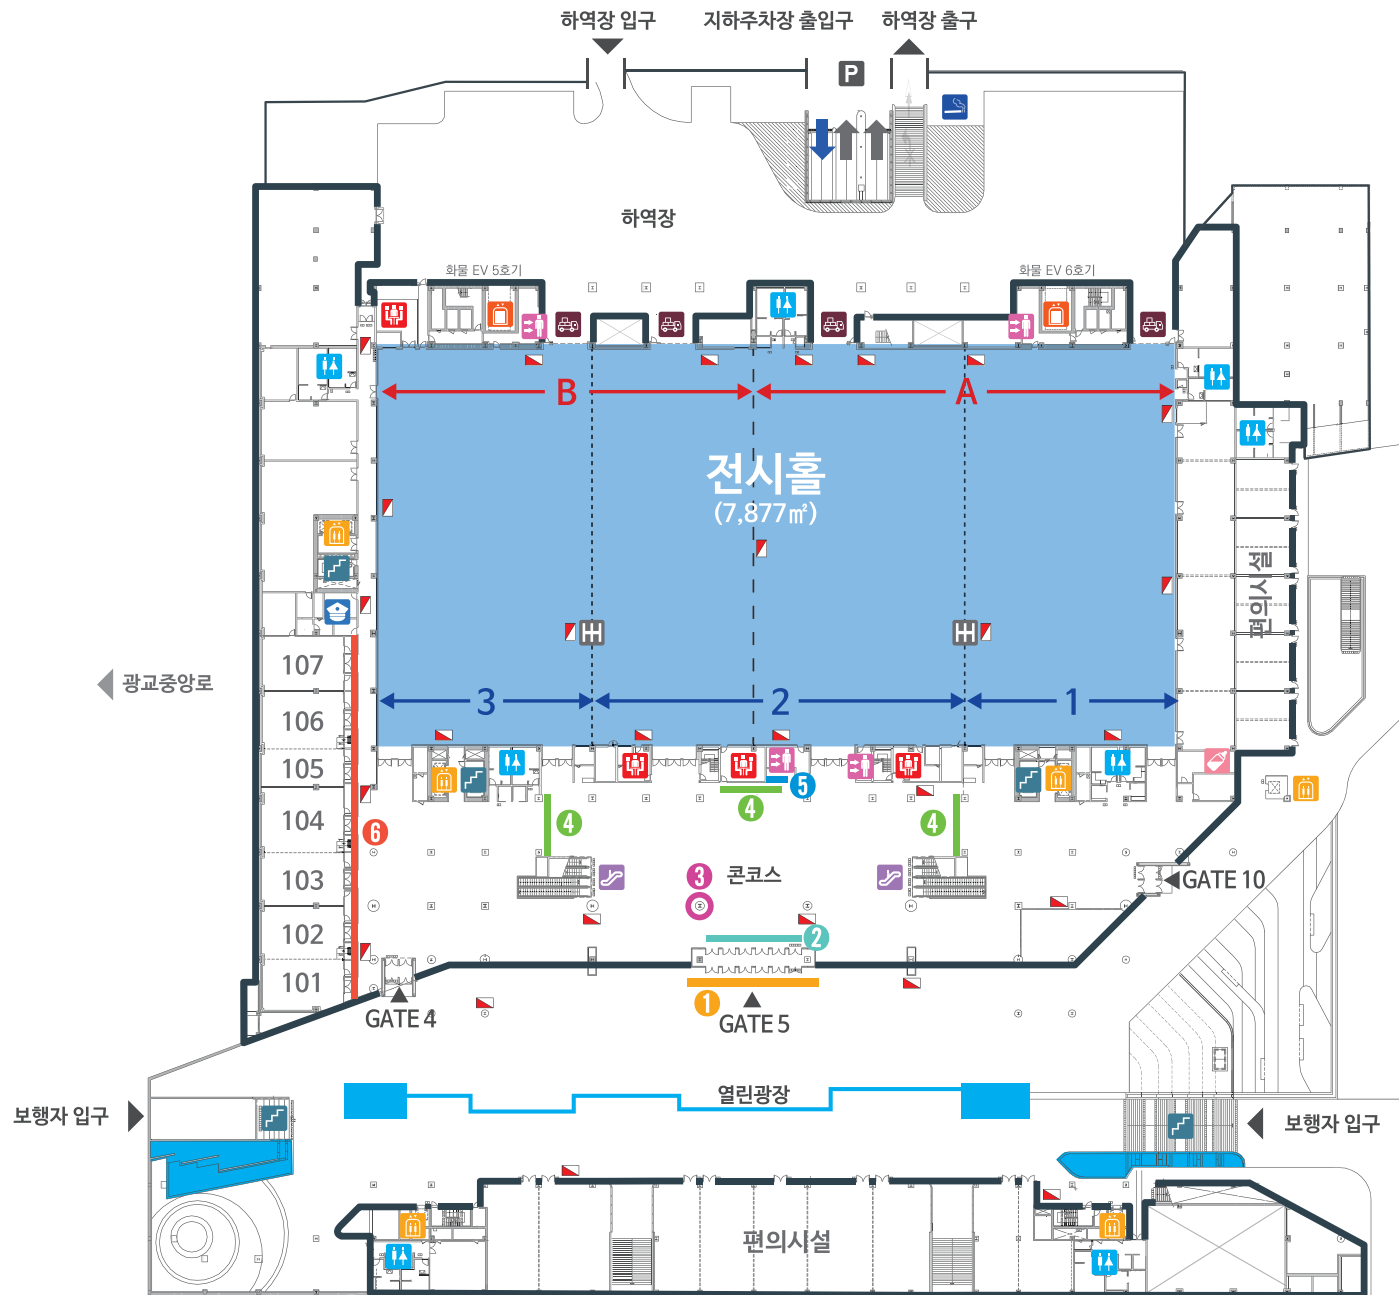 하역장 입구
지하주차장 출입구
하역장 출구
P
하역장
화물 EV 5호기
화물 EV 6호기
B
A
전시홀
(7,877㎡)
편의시설
107
광교중앙로
3
2
1
106
105
5
4
104
4
4
6
103
3
콘코스
GATE 10
102
2
101
1
GATE 4
GATE 5
열린광장
보행자 입구
보행자 입구
편의시설